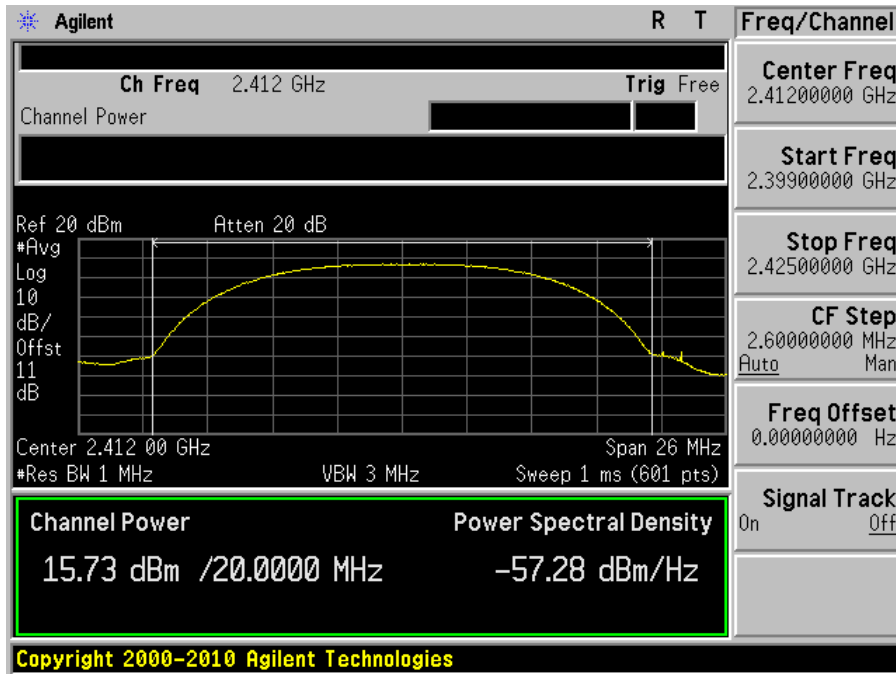 Agilent R T Freq/Channel
Ch Freq 2.412 GHz Trig Free
Channel Power
Center Freq
2.41200000 GHz
Start Freq
2.39900000 GHz
Stop Freq
2.42500000 GHz
CF Step
2.60000000 MHz
Auto Man
Freq Offset
0.00000000 Hz
Signal Track
On Off
Ref 20 dBm Atten 20 dB
#Avg
Log
10
dB/
Offst
11
dB
Center 2.412 00 GHz Span 26 MHz
#Res BW 1 MHz VBW 3 MHz Sweep 1 ms (601 pts)
Channel Power Power Spectral Density
15.73 dBm /20.0000 MHz -57.28 dBm/Hz
Copyright 2000-2010 Agilent Technologies